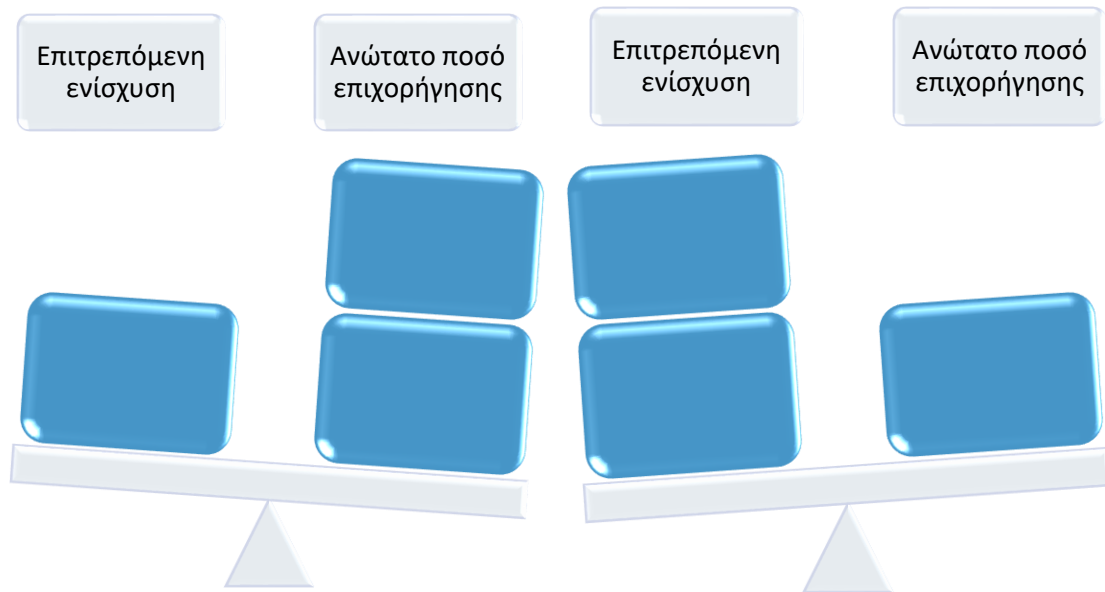 Επιτρεπόμενη
ενίσχυση
Ανώτατο ποσό
επιχορήγησης
Επιτρεπόμενη
ενίσχυση
Ανώτατο ποσό
επιχορήγησης